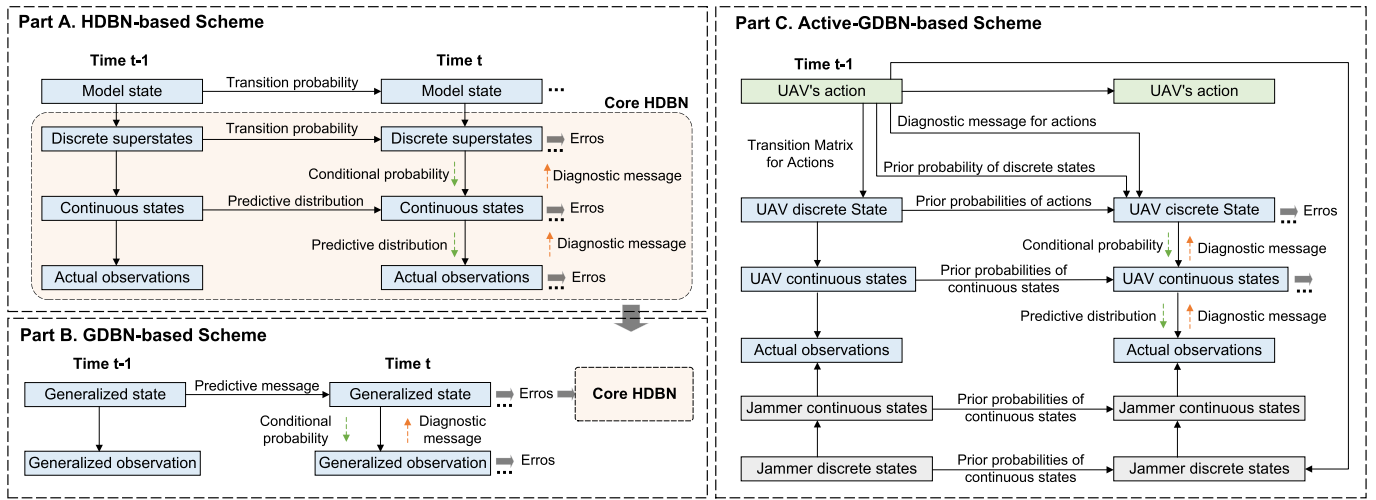 Part A. HDBN-based Scheme
Time t-1
Time t
Model state
Transition probability
Model state
...
Core HDBN
Discrete superstates
Transition probability
Discrete superstates
Erros
...
Conditional probability
Diagnostic message
Continuous states
Predictive distribution
Continuous states
Erros
...
Predictive distribution
Diagnostic message
Actual observations
Actual observations
Erros
...
Part B. GDBN-based Scheme
Time t-1
Time t
Generalized state
Predictive message
Generalized state
Erros
...
Core HDBN
Conditional
probability
Diagnostic
message
Generalized observation
Generalized observation
Erros
...
Part C. Active-GDBN-based Scheme
Time t-1
UAV's action
UAV's action
Diagnostic message for actions
Transition Matrix
for Actions
Prior probability of discrete states
UAV discrete State
Prior probabilities of actions
UAV ciscrete State
Erros
...
Conditional probability
Diagnostic message
UAV continuous states
Prior probabilities of
continuous states
UAV continuous states
...
Predictive distribution
Diagnostic message
Actual observations
Actual observations
Jammer continuous states
Prior probabilities of
continuous states
Jammer continuous states
Jammer discrete states
Prior probabilities of
continuous states
Jammer discrete states